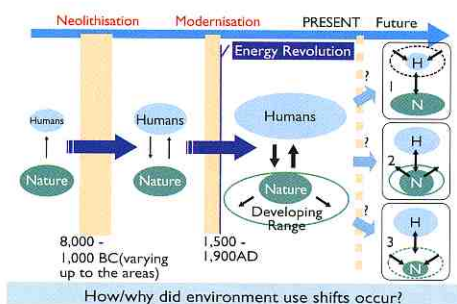 Neolithisation
Modernisation
PRESENT
Future
Energy Revolution
Humans
Nature
Humans
Nature
Humans
Nature
Developing
Range
?
H
1
N
?
H
2
N
?
H
3
N
8,000 -
1,000 BC(varying
up to the areas)
1,500 -
1,900AD
How/why did environment use shifts occur?